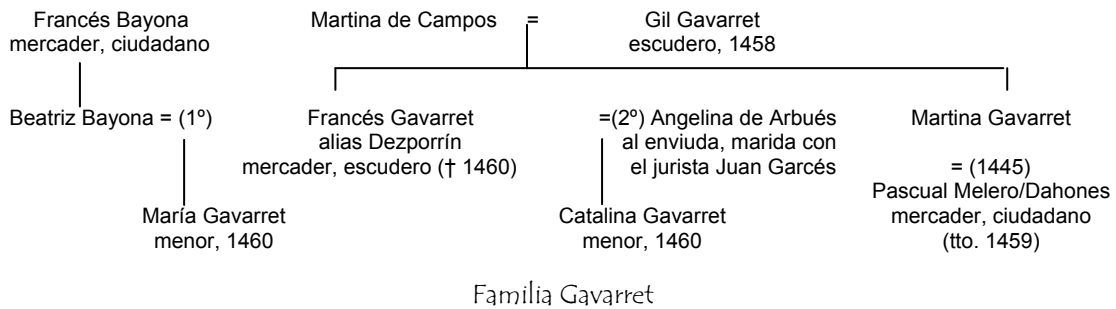 Francés Bayona
mercader, ciudadano
Martina de Campos =
Gil Gavarret
escudero, 1458
Beatriz Bayona = (1º)
Francés Gavarret
alias Dezporrín
mercader, escudero († 1460)
=(2º) Angelina de Arbués
al enviuda, marida con
el jurista Juan Garcés
Martina Gavarret
= (1445)
Pascual Melero/Dahones
mercader, ciudadano
(tto. 1459)
María Gavarret
menor, 1460
Catalina Gavarret
menor, 1460
Familia Gavarret